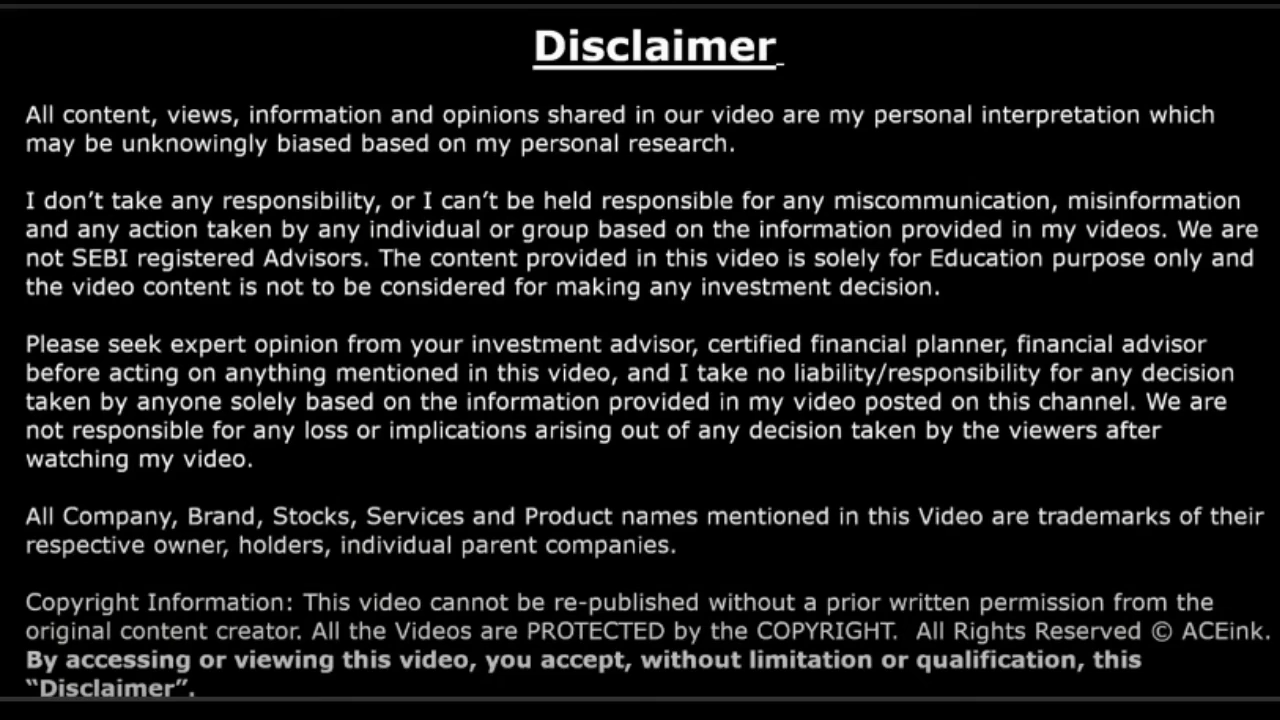 Disclaimer
All content, views, information and opinions shared in our video are my personal interpretation which
may be unknowingly biased based on my personal research.
I don’t take any responsibility, or I can’t be held responsible for any miscommunication, misinformation
and any action taken by any individual or group based on the information provided in my videos. We are
not SEBI registered Advisors. The content provided in this video is solely for Education purpose only and
the video content is not to be considered for making any investment decision.
Please seek expert opinion from your investment advisor, certified financial planner, financial advisor
before acting on anything mentioned in this video, and I take no liability/responsibility for any decision
taken by anyone solely based on the information provided in my video posted on this channel. We are
not responsible for any loss or implications arising out of any decision taken by the viewers after
watching my video.
All Company, Brand, Stocks, Services and Product names mentioned in this Video are trademarks of their
respective owner, holders, individual parent companies.
Copyright Information: This video cannot be re-published without a prior written permission from the
original content creator. All the Videos are PROTECTED by the COPYRIGHT.  All Rights Reserved © ACEink.
By accessing or viewing this video, you accept, without limitation or qualification, this
“Disclaimer”.